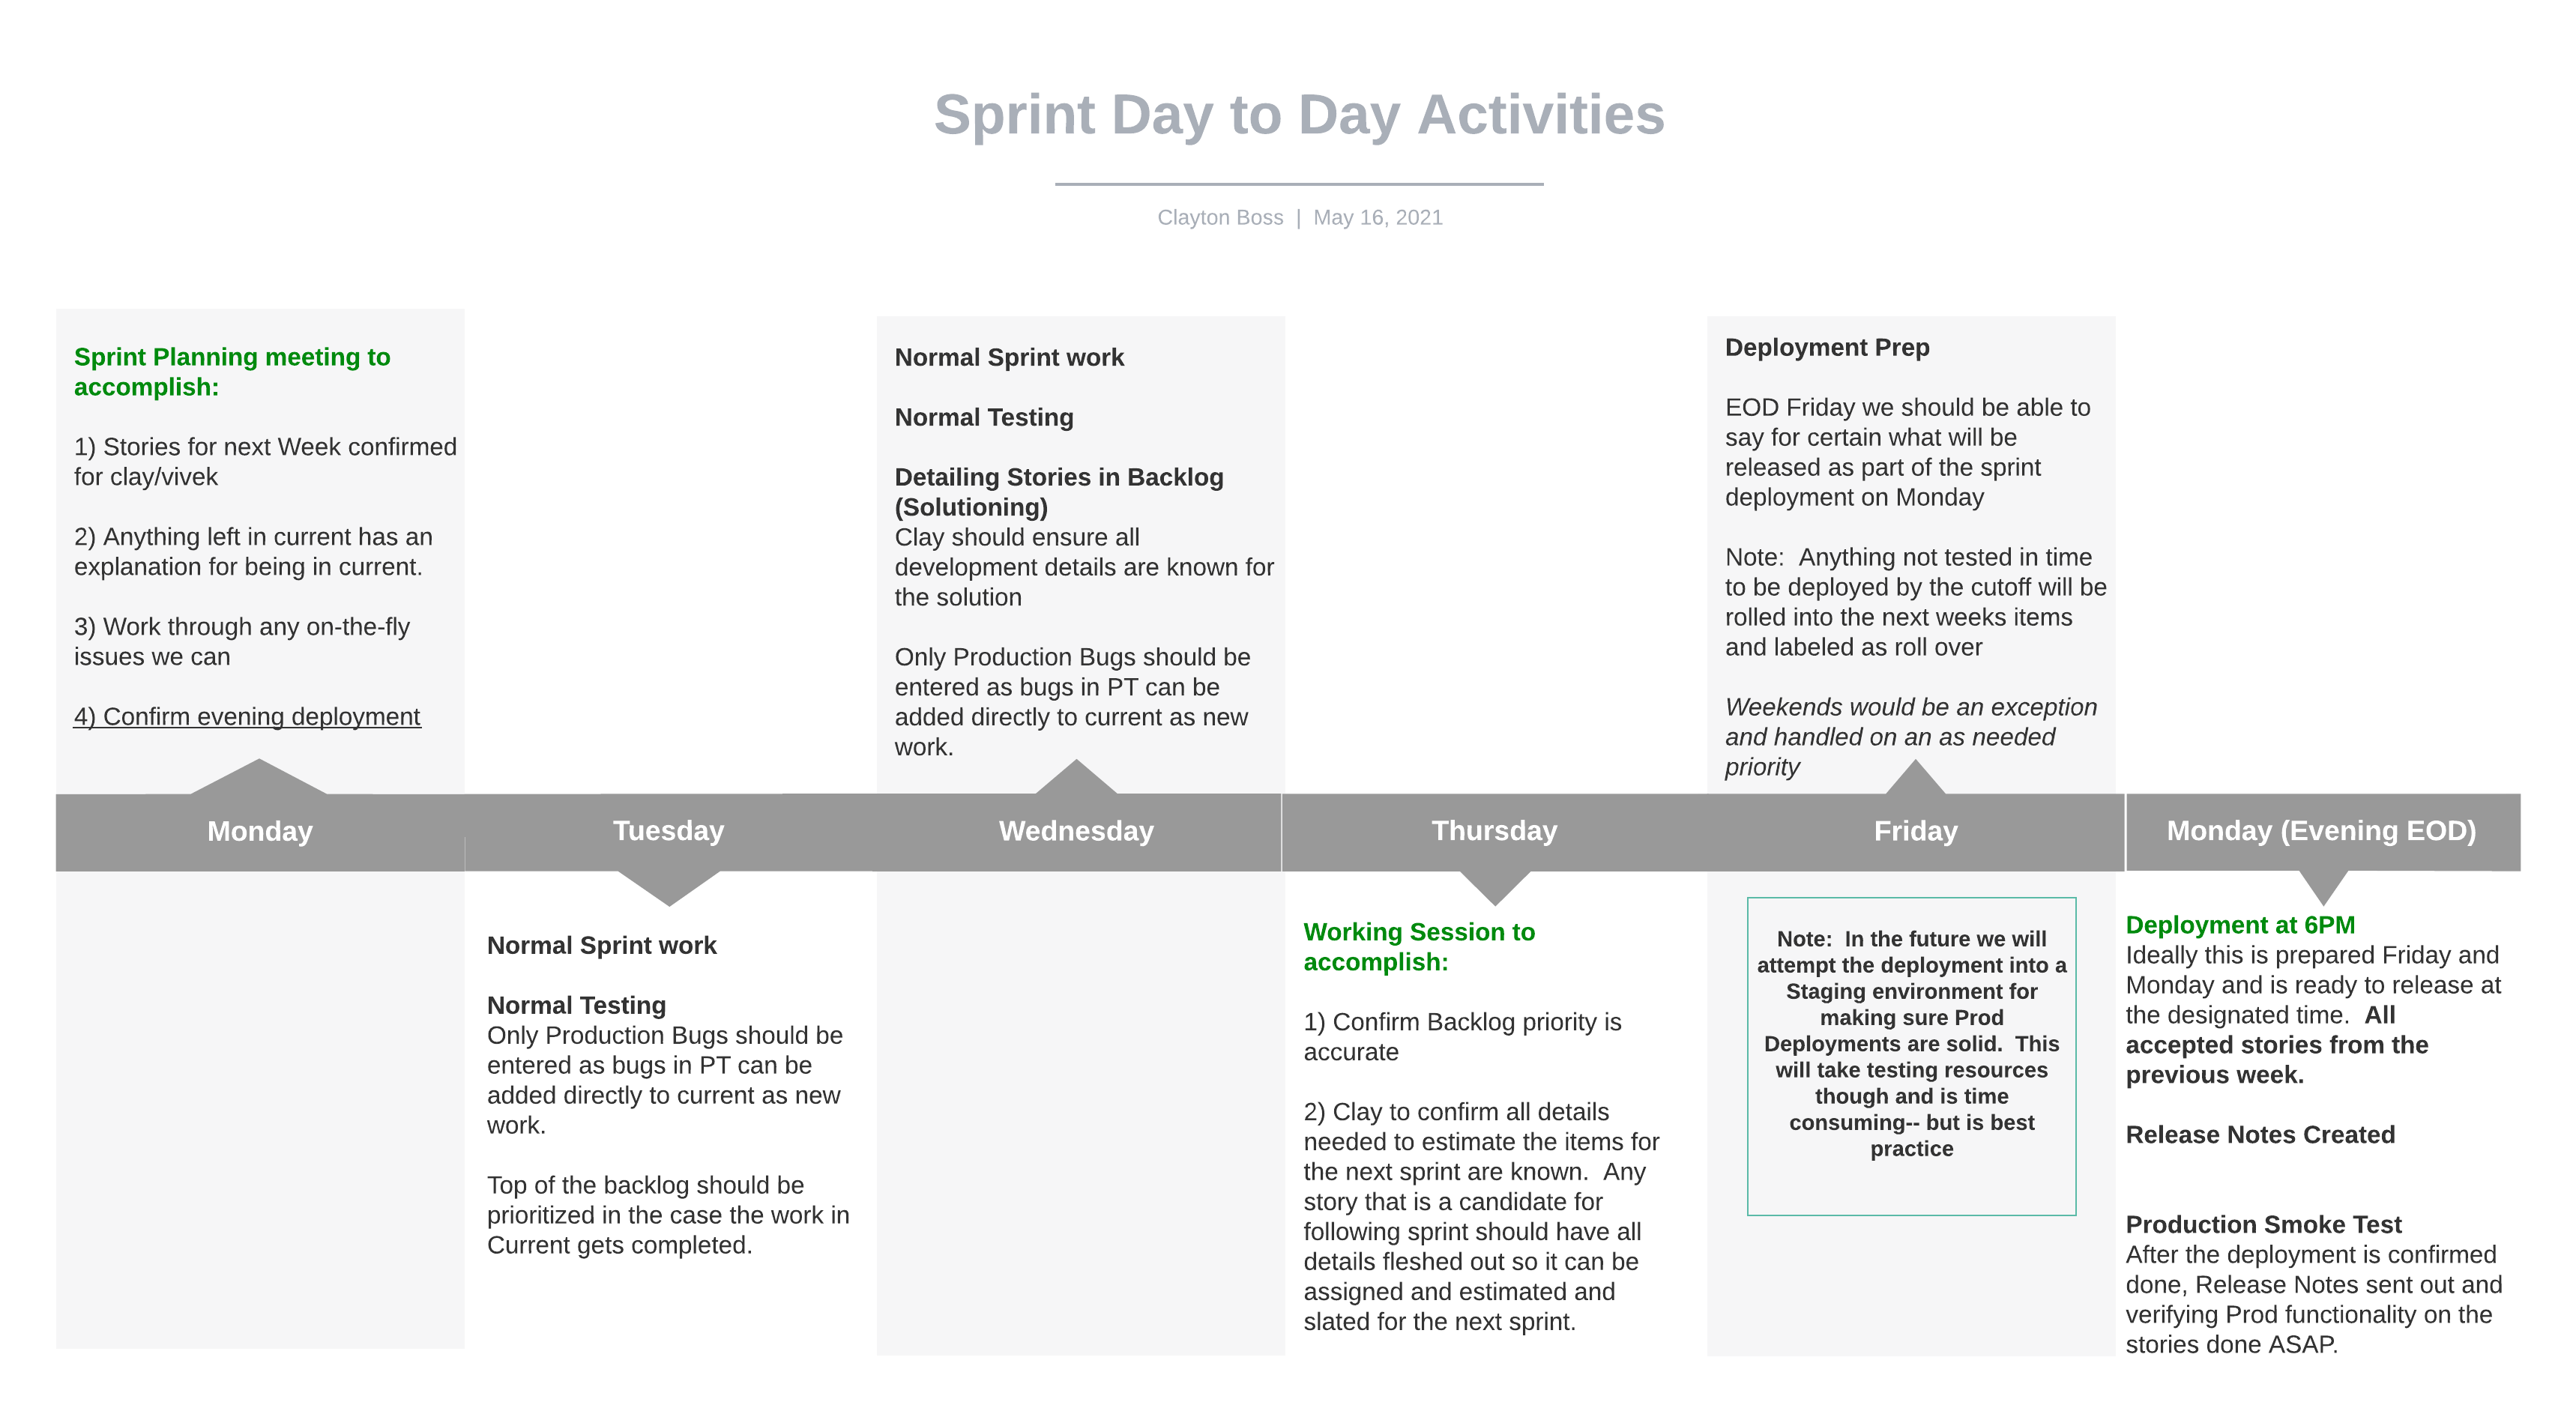 Sprint Day to Day Activities
Clayton Boss | May 16, 2021
Sprint Planning meeting to
accomplish:
1) Stories for next Week confirmed
for clay/vivek
2) Anything left in current has an
explanation for being in current.
3) Work through any on-the-fly
issues we can
4) Confirm evening deployment
Normal Sprint work
Normal Testing
Detailing Stories in Backlog
(Solutioning)
Clay should ensure all
development details are known for
the solution
Only Production Bugs should be
entered as bugs in PT can be
added directly to current as new
work.
Deployment Prep
EOD Friday we should be able to
say for certain what will be
released as part of the sprint
deployment on Monday
Note:  Anything not tested in time
to be deployed by the cutoff will be
rolled into the next weeks items
and labeled as roll over
Weekends would be an exception
and handled on an as needed
priority
Monday
Tuesday
Wednesday
Thursday
Friday
Monday (Evening EOD)
Normal Sprint work
Normal Testing
Only Production Bugs should be
entered as bugs in PT can be
added directly to current as new
work.
Top of the backlog should be
prioritized in the case the work in
Current gets completed.
Working Session to
accomplish:
1) Confirm Backlog priority is
accurate
2) Clay to confirm all details
needed to estimate the items for
the next sprint are known.  Any
story that is a candidate for
following sprint should have all
details fleshed out so it can be
assigned and estimated and
slated for the next sprint.
Note:  In the future we will
attempt the deployment into a
Staging environment for
making sure Prod
Deployments are solid.  This
will take testing resources
though and is time
consuming-- but is best
practice
Deployment at 6PM
Ideally this is prepared Friday and
Monday and is ready to release at
the designated time.  All
accepted stories from the
previous week.
Release Notes Created
Production Smoke Test
After the deployment is confirmed
done, Release Notes sent out and
verifying Prod functionality on the
stories done ASAP.